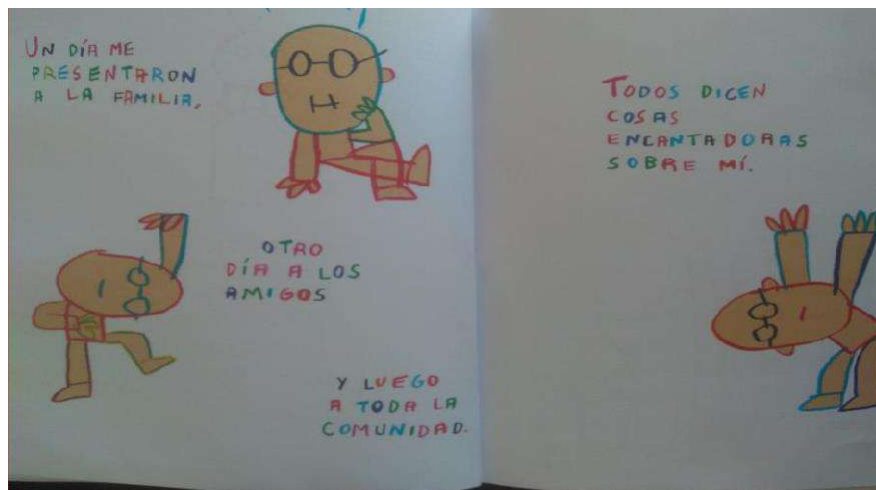 UN DÍA ME
PRESENTARON
A LA FAMILIA,
OTRO
DÍA A LOS
AMIGOS
Y LUEGO
A TODA LA
COMUNIDAD.
TODOS DICEN
COSAS
ENCANTADORAS
SOBRE MÍ.